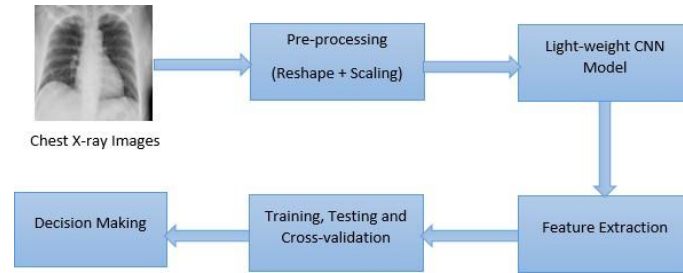 Pre-processing
(Reshape + Scaling)
Light-weight CNN
Model
Chest X-ray Images
Decision Making
Training, Testing and
Cross-validation
Feature Extraction